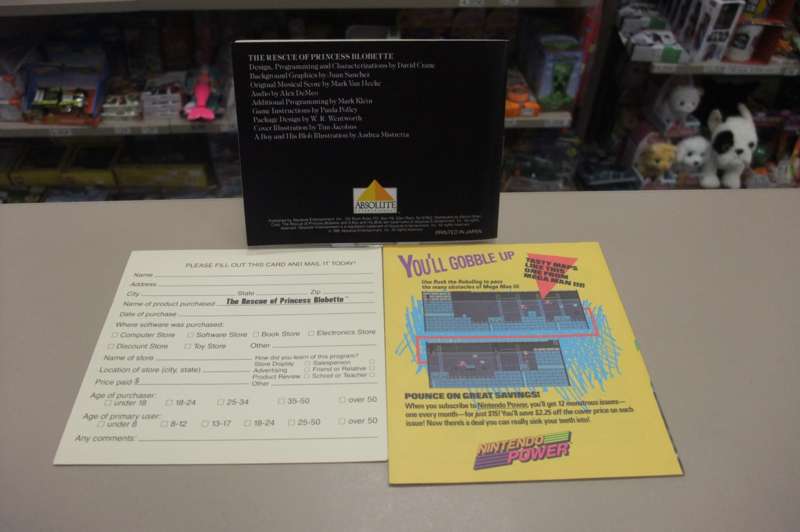 THE RESCUE OF PRINCESS BLOBETTE
Design, Programming and Characterizations by David Crane
Background Graphics by Juan Sanchez
Original Musical Score by Mark Van Hecke
Audio by Alex DeMeo
Additional Programming by Mark Klein
Game Instructions by Paula Polley
Package Design by W. R. Wentworth
Cover Illustration by Tim Jacobus
A Boy and His Blob Illustration by Andrea Mistretta
ABSOLUTE
ENTERTAINMENT
PRINTED IN JAPAN
PLEASE FILL OUT THIS CARD AND MAIL IT TODAY!
Name
Address
City State Zip
Name of product purchased The Rescue of Princess Blobette™
Date of purchase
Where software was purchased:
Computer Store Software Store Book Store Electronics Store
Discount Store Toy Store Other
Name of store
Location of store (city, state)
Price paid $
How did you learn of this program?
Store Display Salesperson
Advertising Friend or Relative
Product Review School or Teacher
Other
Age of purchaser:
under 18 18-24 25-34 35-50 over 50
Age of primary user:
under 8 8-12 13-17 18-24 25-50 over 50
Any comments:
YOU'LL GOBBLE UP
TASTY MAPS
LIKE THIS
ONE FROM
MEGA MAN III!
Use Rush the RoboDog to pass
the many obstacles of Mega Man III.
POUNCE ON GREAT SAVINGS!
When you subscribe to Nintendo Power, you'll get 12 monstrous issues—
one every month—for just $15! You'll save $2.25 off the cover price on each
issue! Now there's a deal you can really sink your teeth into!
NINTENDO
POWER